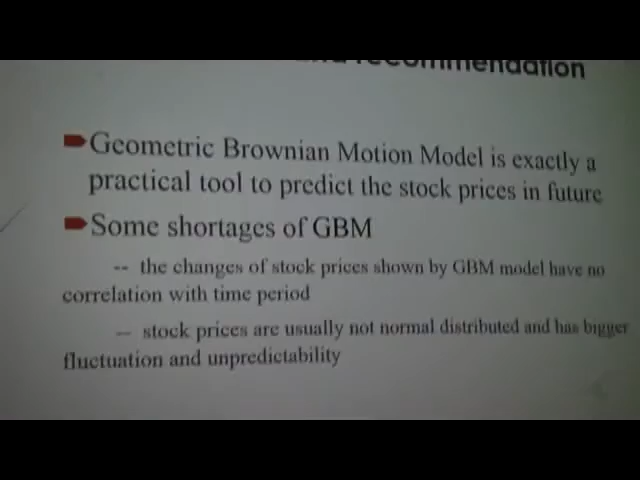 recommendation
Geometric Brownian Motion Model is exactly a
practical tool to predict the stock prices in future
Some shortages of GBM
-- the changes of stock prices shown by GBM model have no
correlation with time period
-- stock prices are usually not normal distributed and has bigger
fluctuation and unpredictability